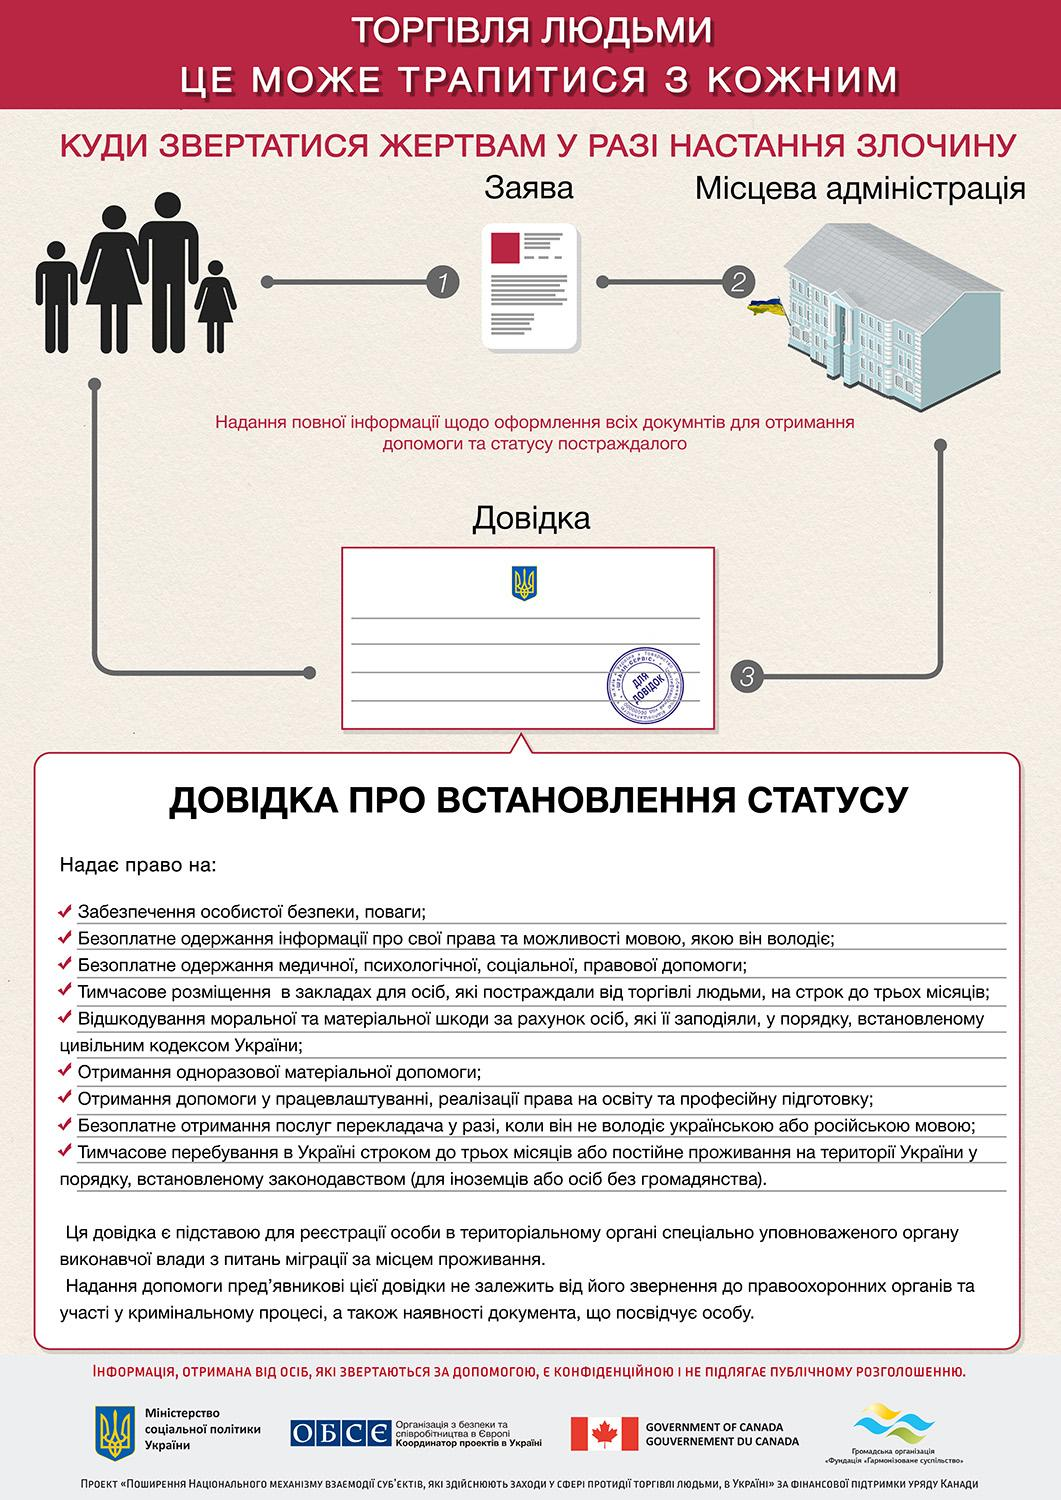 ТОРГІВЛЯ ЛЮДЬМИ
ЦЕ МОЖЕ ТРАПИТИСЯ З КОЖНИМ
КУДИ ЗВЕРТАТИСЯ ЖЕРТВАМ У РАЗІ НАСТАННЯ ЗЛОЧИНУ
Заява
Місцева адміністрація
1
2
Надання повної інформації щодо оформлення всіх докумнтів для отримання
допомоги та статусу постраждалого
Довідка
ДЛЯ
ДОВІДОК
3
ДОВІДКА ПРО ВСТАНОВЛЕННЯ СТАТУСУ
Надає право на:
Забезпечення особистої безпеки, поваги;
Безоплатне одержання інформації про свої права та можливості мовою, якою він володіє;
Безоплатне одержання медичної, психологічної, соціальної, правової допомоги;
Тимчасове розміщення в закладах для осіб, які постраждали від торгівлі людьми, на строк до трьох місяців;
Відшкодування моральної та матеріальної шкоди за рахунок осіб, які її заподіяли, у порядку, встановленому
цивільним кодексом України;
Отримання одноразової матеріальної допомоги;
Отримання допомоги у працевлаштуванні, реалізації права на освіту та професійну підготовку;
Безоплатне отримання послуг перекладача у разі, коли він не володіє українською або російською мовою;
Тимчасове перебування в Україні строком до трьох місяців або постійне проживання на території України у
порядку, встановленому законодавством (для іноземців або осіб без громадянства).
Ця довідка є підставою для реєстрації особи в територіальному органі спеціально уповноваженого органу
виконавчої влади з питань міграції за місцем проживання.
Надання допомоги пред’явникові цієї довідки не залежить від його звернення до правоохоронних органів та
участі у кримінальному процесі, а також наявності документа, що посвідчує особу.
Інформація, отримана від осіб, які звертаються за допомогою, є конфіденційною і не підлягає публічному розголошенню.
Міністерство
соціальної політики
України
ОБСЄ
Організація з безпеки та
співробітництва в Європі
Координатор проектів в Україні
GOVERNMENT OF CANADA
GOUVERNEMENT DU CANADA
Громадська організація
«Фундація «Гармонізоване суспільство»
Проект «Поширення Національного механізму взаємодії суб’єктів, які здійснюють заходи у сфері протидії торгівлі людьми, в Україні» за фінансової підтримки уряду Канади